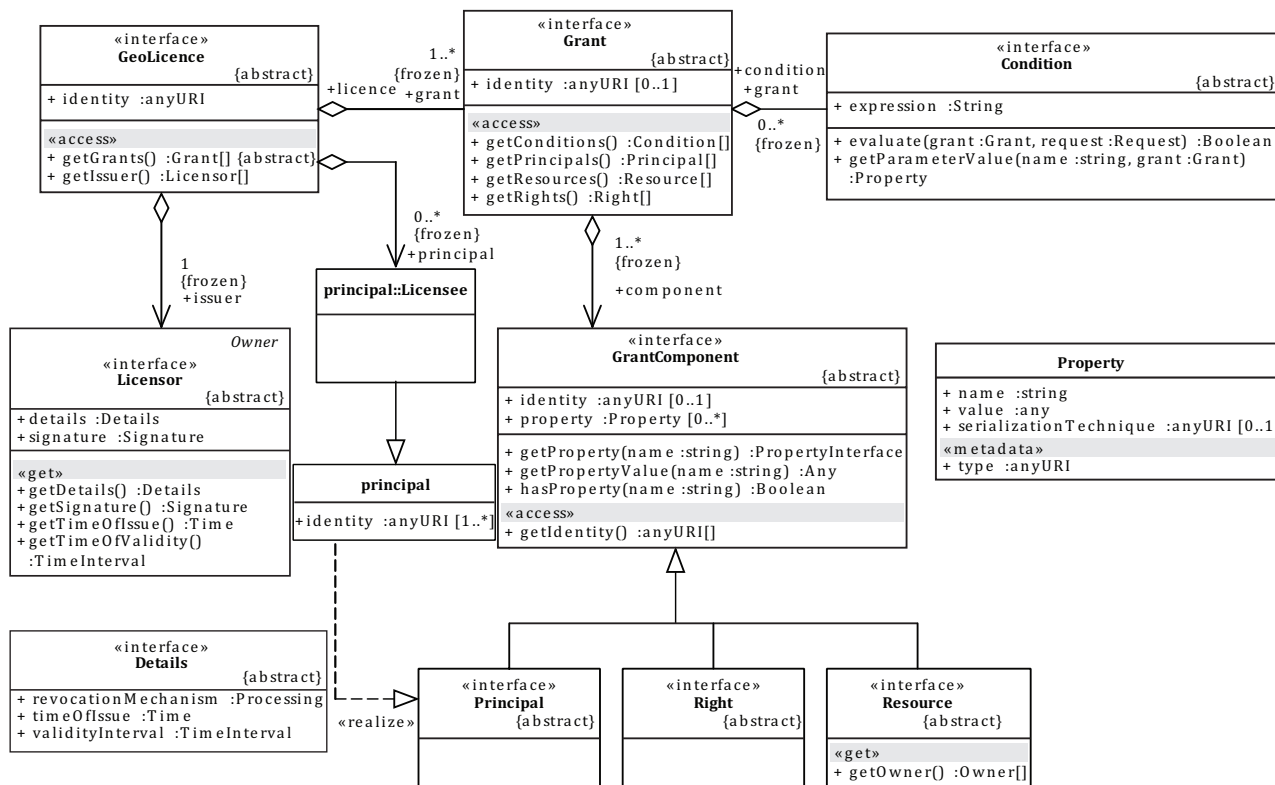 «interface»
GeoLicence
{abstract}
+ identity :anyURI
«access»
+ getGrants() :Grant[] {abstract}
+ getIssuer() :Licensor[]
+licence
1..*
{frozen}
+grant
«interface»
Grant
{abstract}
+ identity :anyURI [0..1]
«access»
+ getConditions() :Condition[]
+ getPrincipals() :Principal[]
+ getResources() :Resource[]
+ getRights() :Right[]
+condition
+grant
0..*
{frozen}
«interface»
Condition
{abstract}
+ expression :String
+ evaluate(grant :Grant, request :Request) :Boolean
+ getParameterValue(name :string, grant :Grant)
:Property
1
{frozen}
+issuer
0..*
{frozen}
+principal
1..*
{frozen}
+component
principal::Licensee
Owner
«interface»
Licensor
{abstract}
+ details :Details
+ signature :Signature
«get»
+ getDetails() :Details
+ getSignature() :Signature
+ getTimeOfIssue() :Time
+ getTimeOfValidity()
:TimeInterval
principal
+ identity :anyURI [1..*]
«interface»
GrantComponent
{abstract}
+ identity :anyURI [0..1]
+ property :Property [0..*]
+ getProperty(name :string) :PropertyInterface
+ getPropertyValue(name :string) :Any
+ hasProperty(name :string) :Boolean
«access»
+ getIdentity() :anyURI[]
Property
+ name :string
+ value :any
+ serializationTechnique :anyURI [0..1
«metadata»
+ type :anyURI
«interface»
Details
{abstract}
+ revocationMechanism :Processing
+ timeOfIssue :Time
+ validityInterval :TimeInterval
«realize»
«interface»
Principal
{abstract}
«interface»
Right
{abstract}
«interface»
Resource
{abstract}
«get»
+ getOwner() :Owner[]